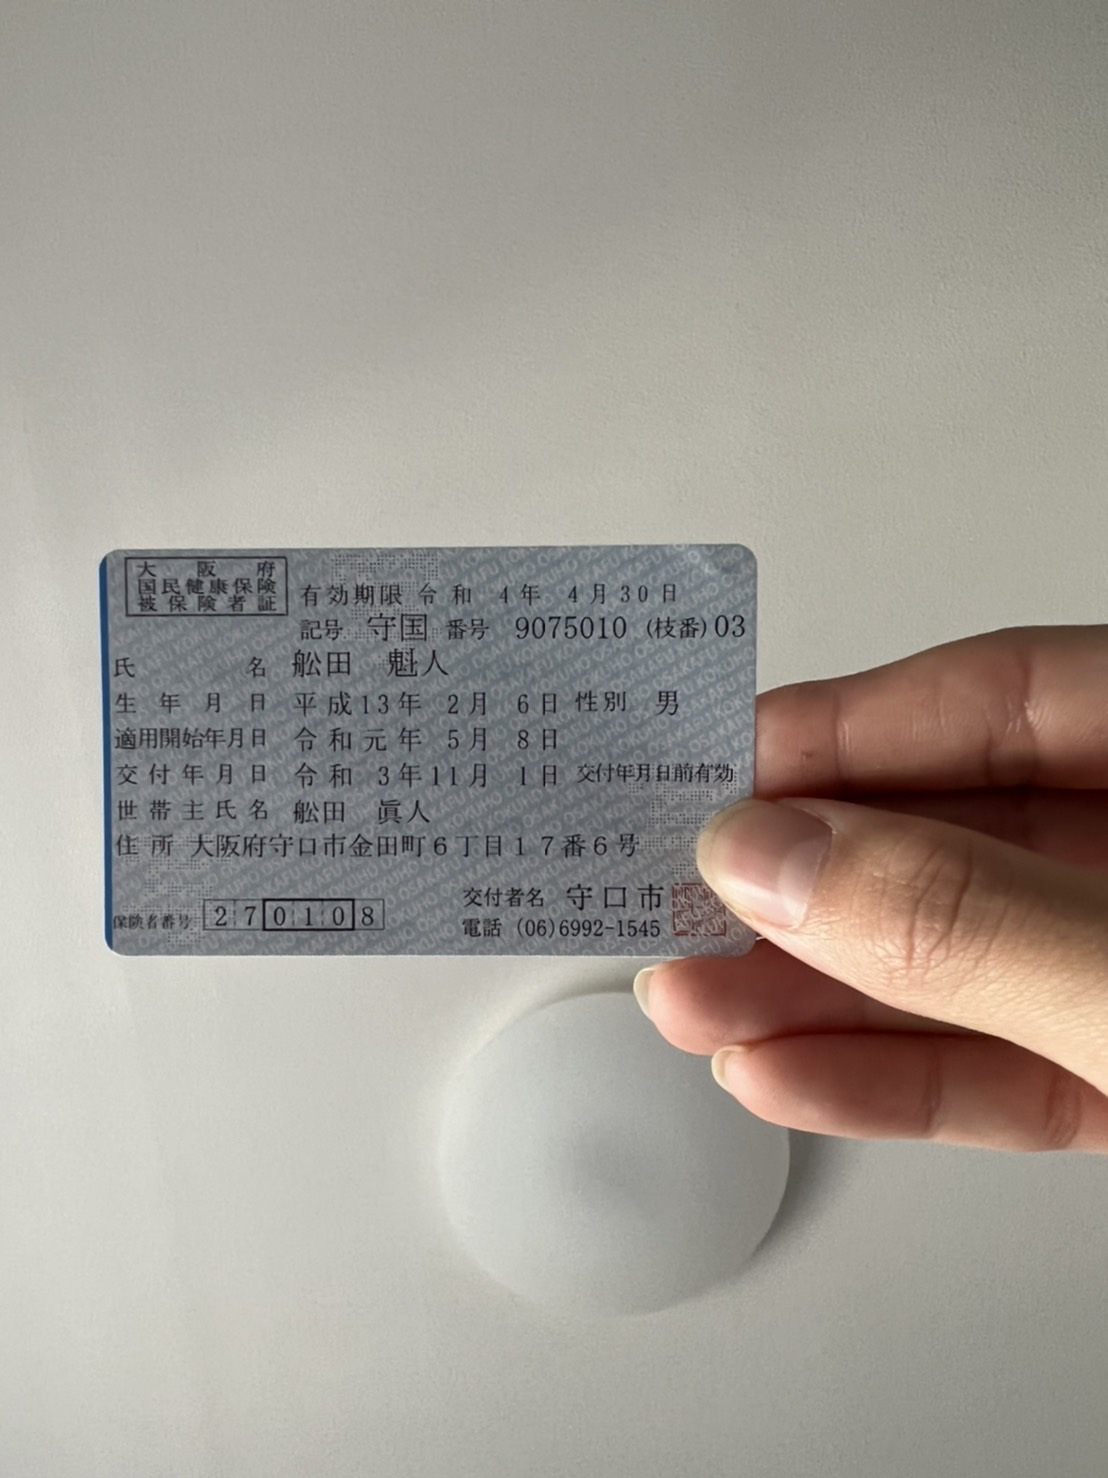 大阪府
国民健康保険
被保険者証
有効期限 令和 4年 4月30日
記号 守国 番号 9075010 (枝番)03
氏名 舩田 魁人
生年月日 平成13年 2月 6日 性別 男
適用開始年月日 令和元年 5月 8日
交付年月日 令和 3年11月 1日 交付年月日前有効
世帯主氏名 舩田 眞人
住所 大阪府守口市金田町6丁目17番6号
交付者名 守口市
保険者番号 270108
電話 (06)6992-1545